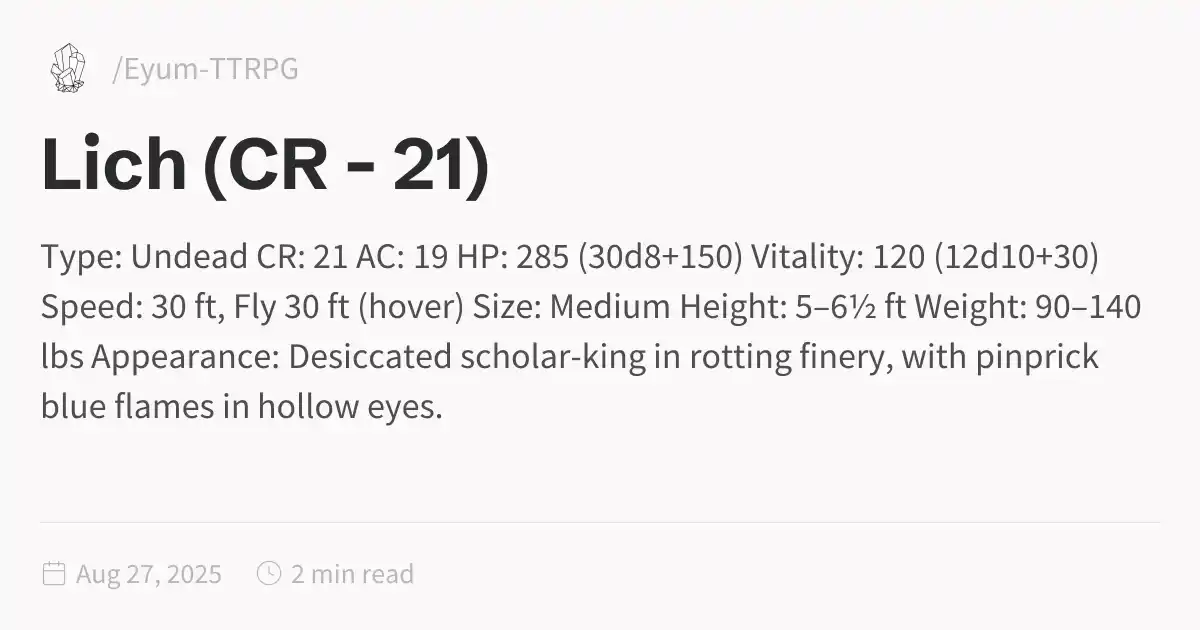 /Eyum-TTRPG
Lich (CR - 21)
Type: Undead CR: 21 AC: 19 HP: 285 (30d8+150) Vitality: 120 (12d10+30)
Speed: 30 ft, Fly 30 ft (hover) Size: Medium Height: 5–6½ ft Weight: 90–140
lbs Appearance: Desiccated scholar-king in rotting finery, with pinprick
blue flames in hollow eyes.
Aug 27, 2025 2 min read